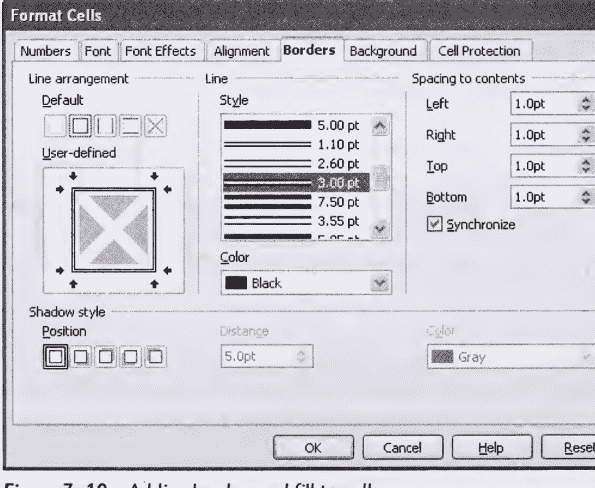 Format Cells
Numbers Font Font Effects Alignment Borders Background Cell Protection
Line arrangement
Default
User-defined
Line
Style
5.00 pt
1.10 pt
2.60 pt
3.00 pt
7.50 pt
3.55 pt
Color
Black
Spacing to contents
Left 1.0pt
Right 1.0pt
Top 1.0pt
Bottom 1.0pt
Synchronize
Shadow style
Position
Distance
5.0pt
Color
Gray
OK Cancel Help Reset